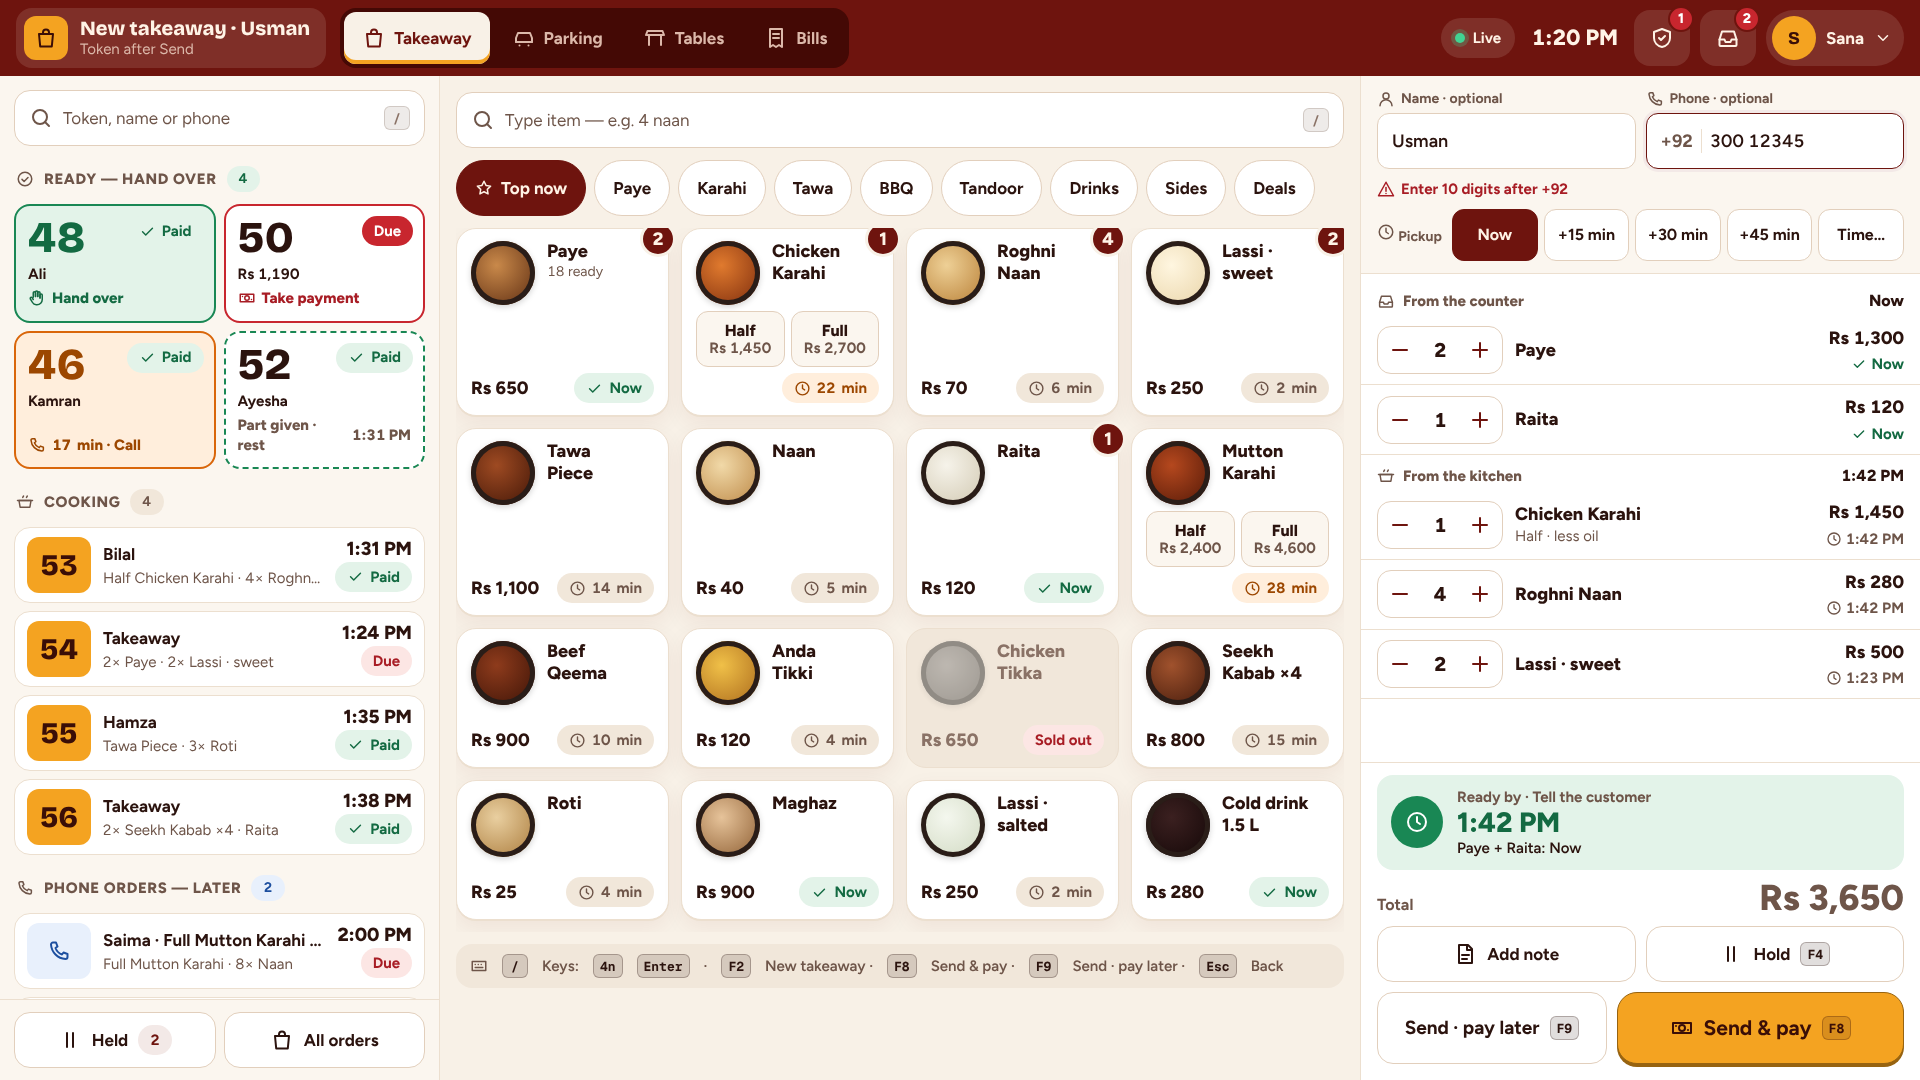 New takeaway · Usman
Token after Send
Takeaway
Parking
Tables
Bills
Live
1:20 PM
1
2
S
Sana
Token, name or phone
/
READY — HAND OVER 4
48
Paid
Ali
Hand over
50
Due
Rs 1,190
Take payment
46
Paid
Kamran
17 min · Call
52
Paid
Ayesha
Part given ·
rest
1:31 PM
COOKING 4
53
Bilal
1:31 PM
Half Chicken Karahi · 4× Roghn...
Paid
54
Takeaway
1:24 PM
2× Paye · 2× Lassi · sweet
Due
55
Hamza
1:35 PM
Tawa Piece · 3× Roti
Paid
56
Takeaway
1:38 PM
2× Seekh Kabab ×4 · Raita
Paid
PHONE ORDERS — LATER 2
Saima · Full Mutton Karahi ...
2:00 PM
Full Mutton Karahi · 8× Naan
Due
Held 2
All orders
Type item — e.g. 4 naan
/
Top now
Paye
Karahi
Tawa
BBQ
Tandoor
Drinks
Sides
Deals
Paye
18 ready
2
Rs 650
Now
Chicken
Karahi
1
Half
Rs 1,450
Full
Rs 2,700
22 min
Roghni
Naan
4
Rs 70
6 min
Lassi ·
sweet
2
Rs 250
2 min
Tawa
Piece
Rs 1,100
14 min
Naan
Rs 40
5 min
Raita
1
Rs 120
Now
Mutton
Karahi
Half
Rs 2,400
Full
Rs 4,600
28 min
Beef
Qeema
Rs 900
10 min
Anda
Tikki
Rs 120
4 min
Chicken
Tikka
Rs 650
Sold out
Seekh
Kabab ×4
Rs 800
15 min
Roti
Rs 25
4 min
Maghaz
Rs 900
Now
Lassi ·
salted
Rs 250
2 min
Cold drink
1.5 L
Rs 280
Now
/ Keys: 4n Enter · F2 New takeaway · F8 Send & pay · F9 Send · pay later · Esc Back
Name · optional
Phone · optional
Usman
+92 300 12345
Enter 10 digits after +92
Pickup
Now
+15 min
+30 min
+45 min
Time...
From the counter
Now
2
Paye
Rs 1,300
Now
1
Raita
Rs 120
Now
From the kitchen
1:42 PM
1
Chicken Karahi
Half · less oil
Rs 1,450
1:42 PM
4
Roghni Naan
Rs 280
1:42 PM
2
Lassi · sweet
Rs 500
1:23 PM
Ready by · Tell the customer
1:42 PM
Paye + Raita: Now
Total
Rs 3,650
Add note
Hold F4
Send · pay later F9
Send & pay F8